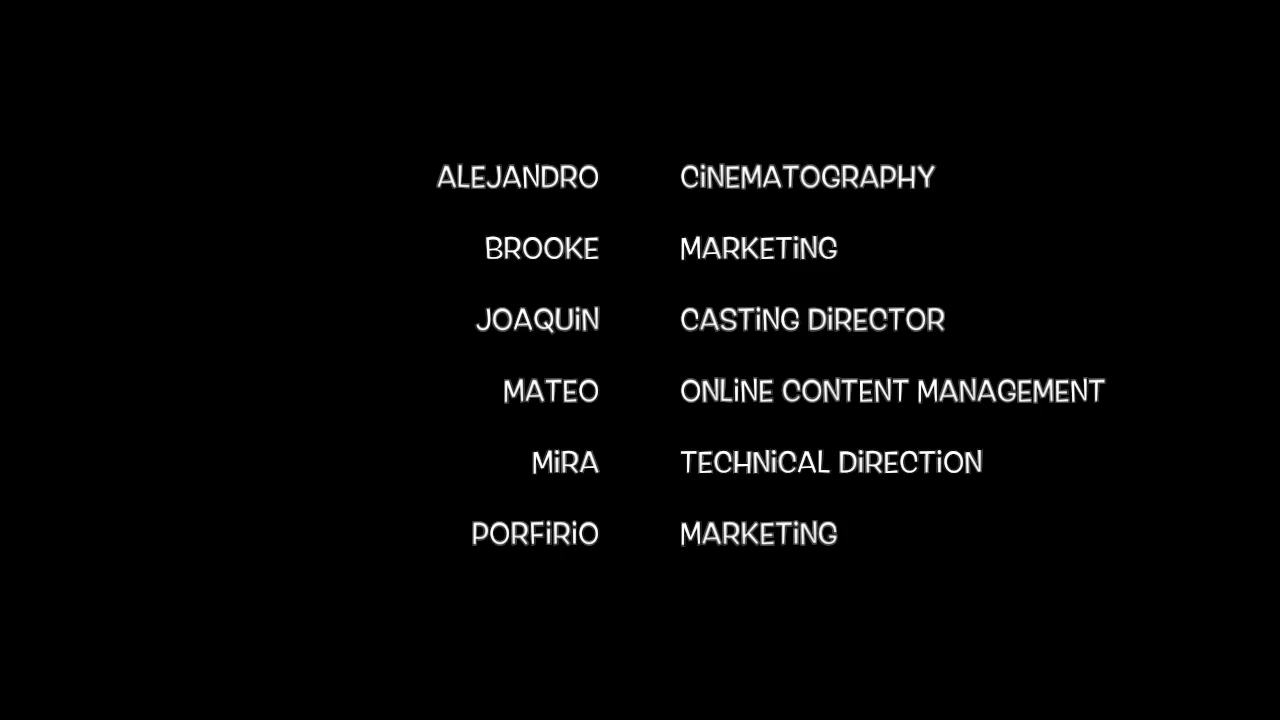 ALEJANDRO CiNEMATOGRAPHY
BROOKE MARKETiNG
JOAQUiN CASTiNG DiRECTOR
MATEO ONLiNE CONTENT MANAGEMENT
MiRA TECHNiCAL DiRECTiON
PORFiRiO MARKETiNG